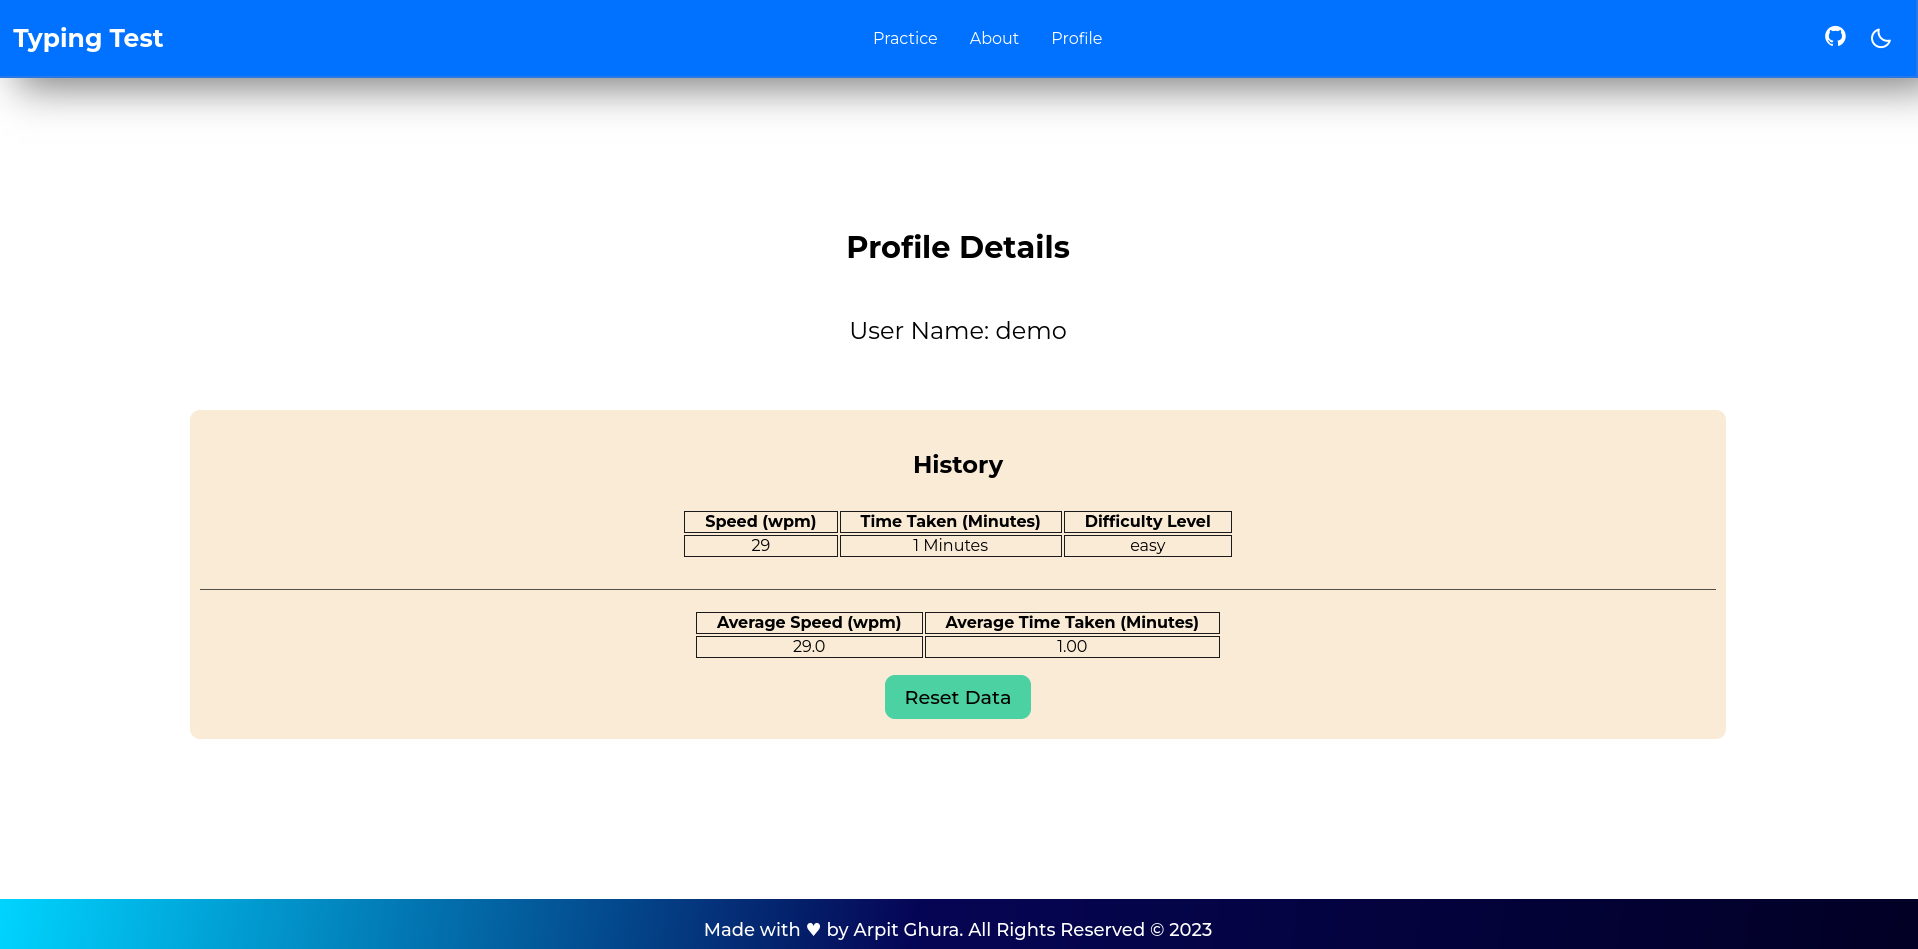 Typing Test
Practice About Profile
Profile Details
User Name: demo
History
Speed (wpm) Time Taken (Minutes) Difficulty Level
29 1 Minutes easy
Average Speed (wpm) Average Time Taken (Minutes)
29.0 1.00
Reset Data
Made with ♥ by Arpit Ghura. All Rights Reserved © 2023